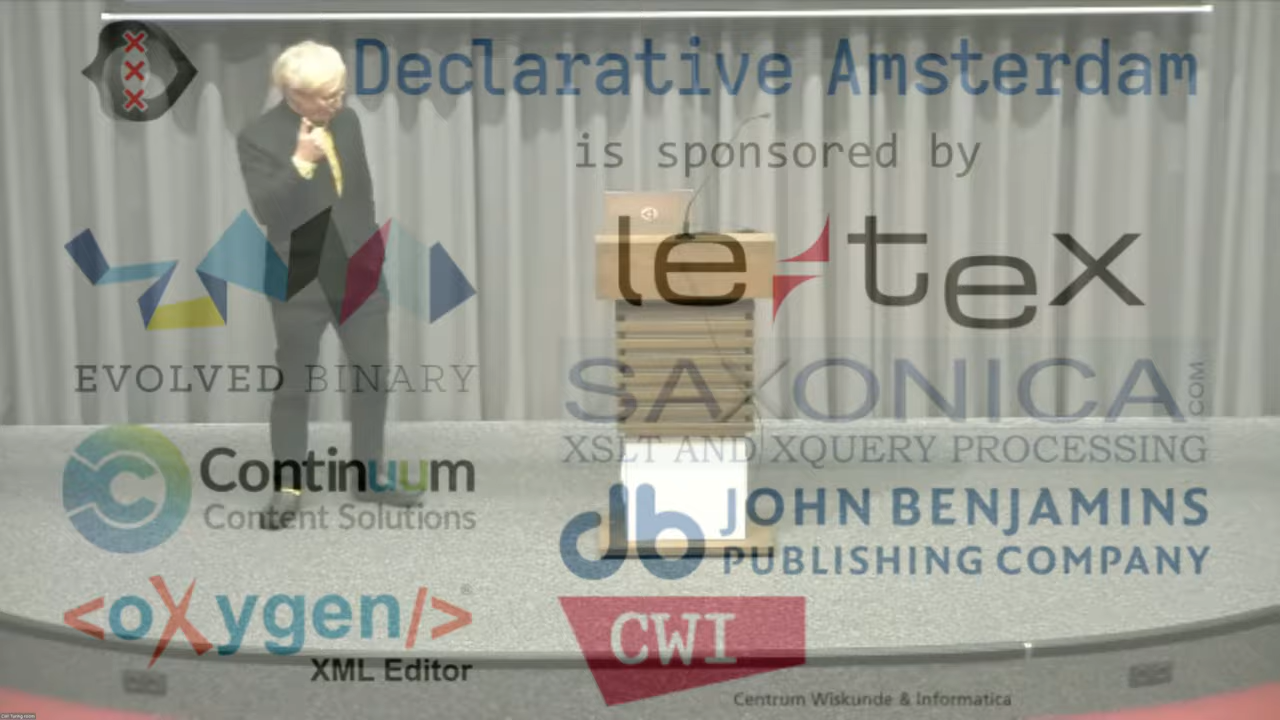 Declarative Amsterdam
is sponsored by
EVOLVED BINARY
le-tex
SAXONICA.COM
XSLT AND XQUERY PROCESSING
Continuum
Content Solutions
JOHN BENJAMINS
PUBLISHING COMPANY
<oXygen/>®
XML Editor
CWI
Centrum Wiskunde & Informatica